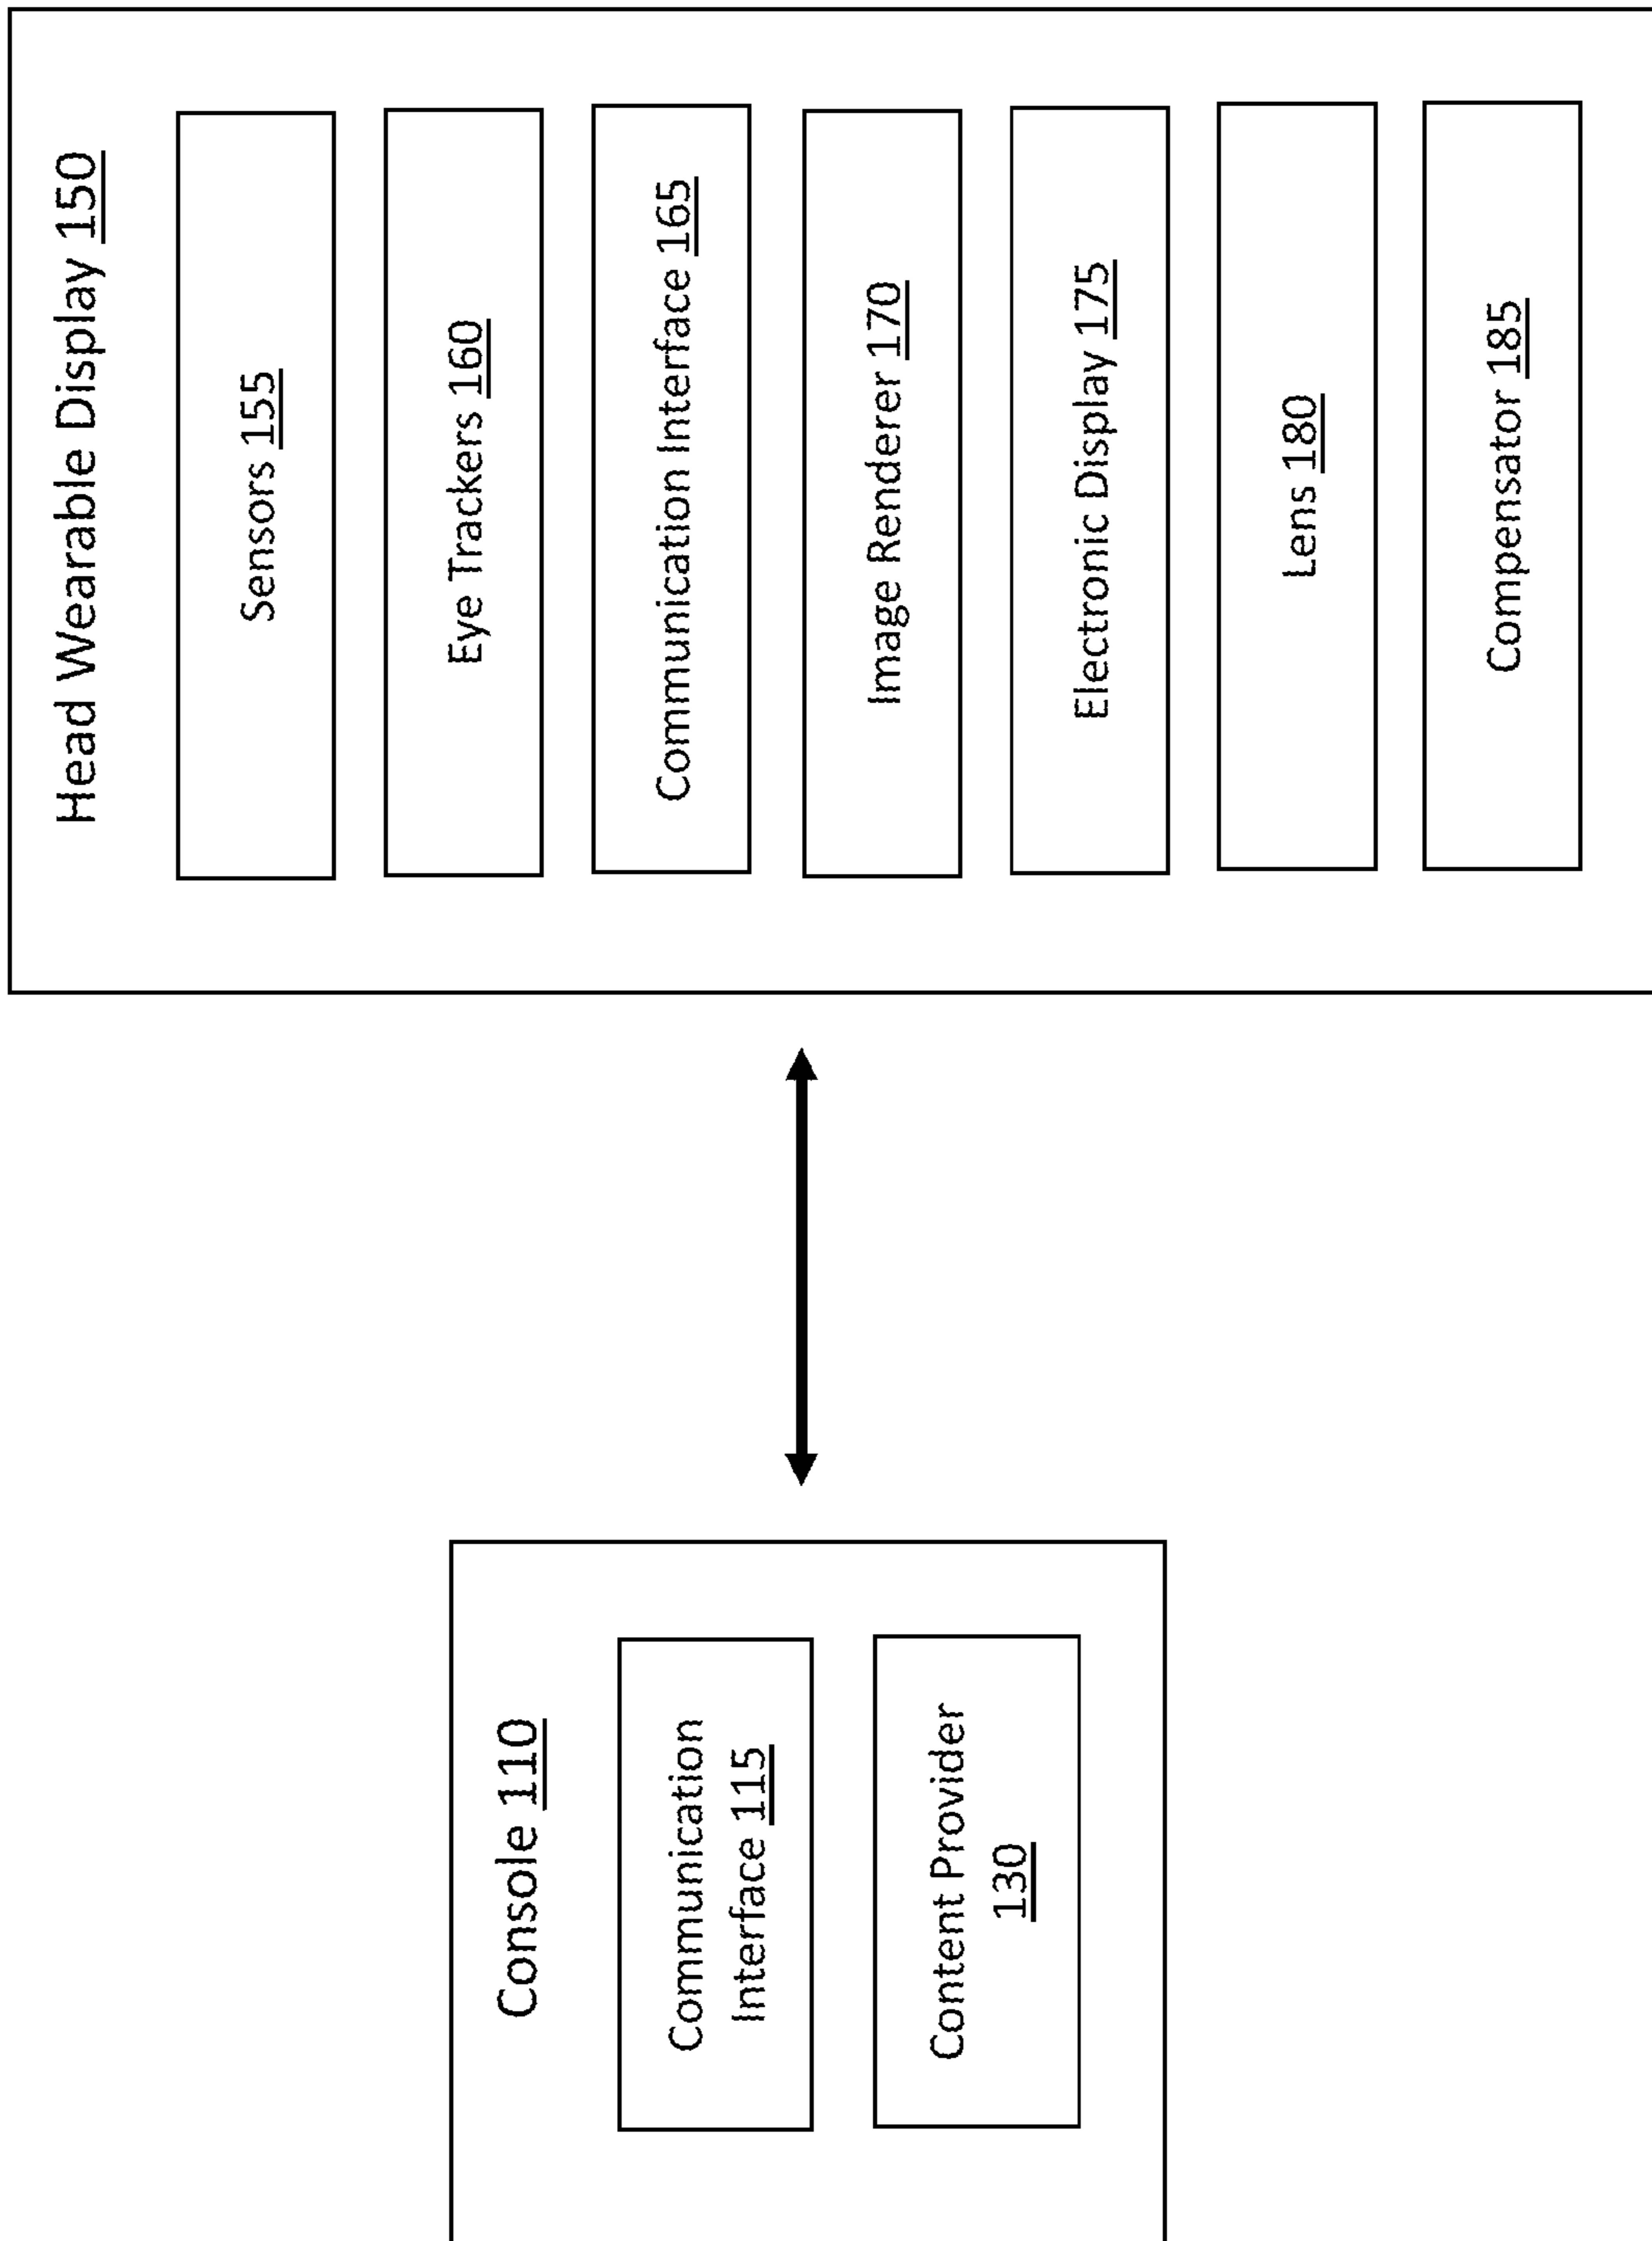 Console 110
Communication
Interface 115
Content Provider
130
Head Wearable Display 150
Sensors 155
Eye Trackers 160
Communication Interface 165
Image Renderer 170
Electronic Display 175
Lens 180
Compensator 185